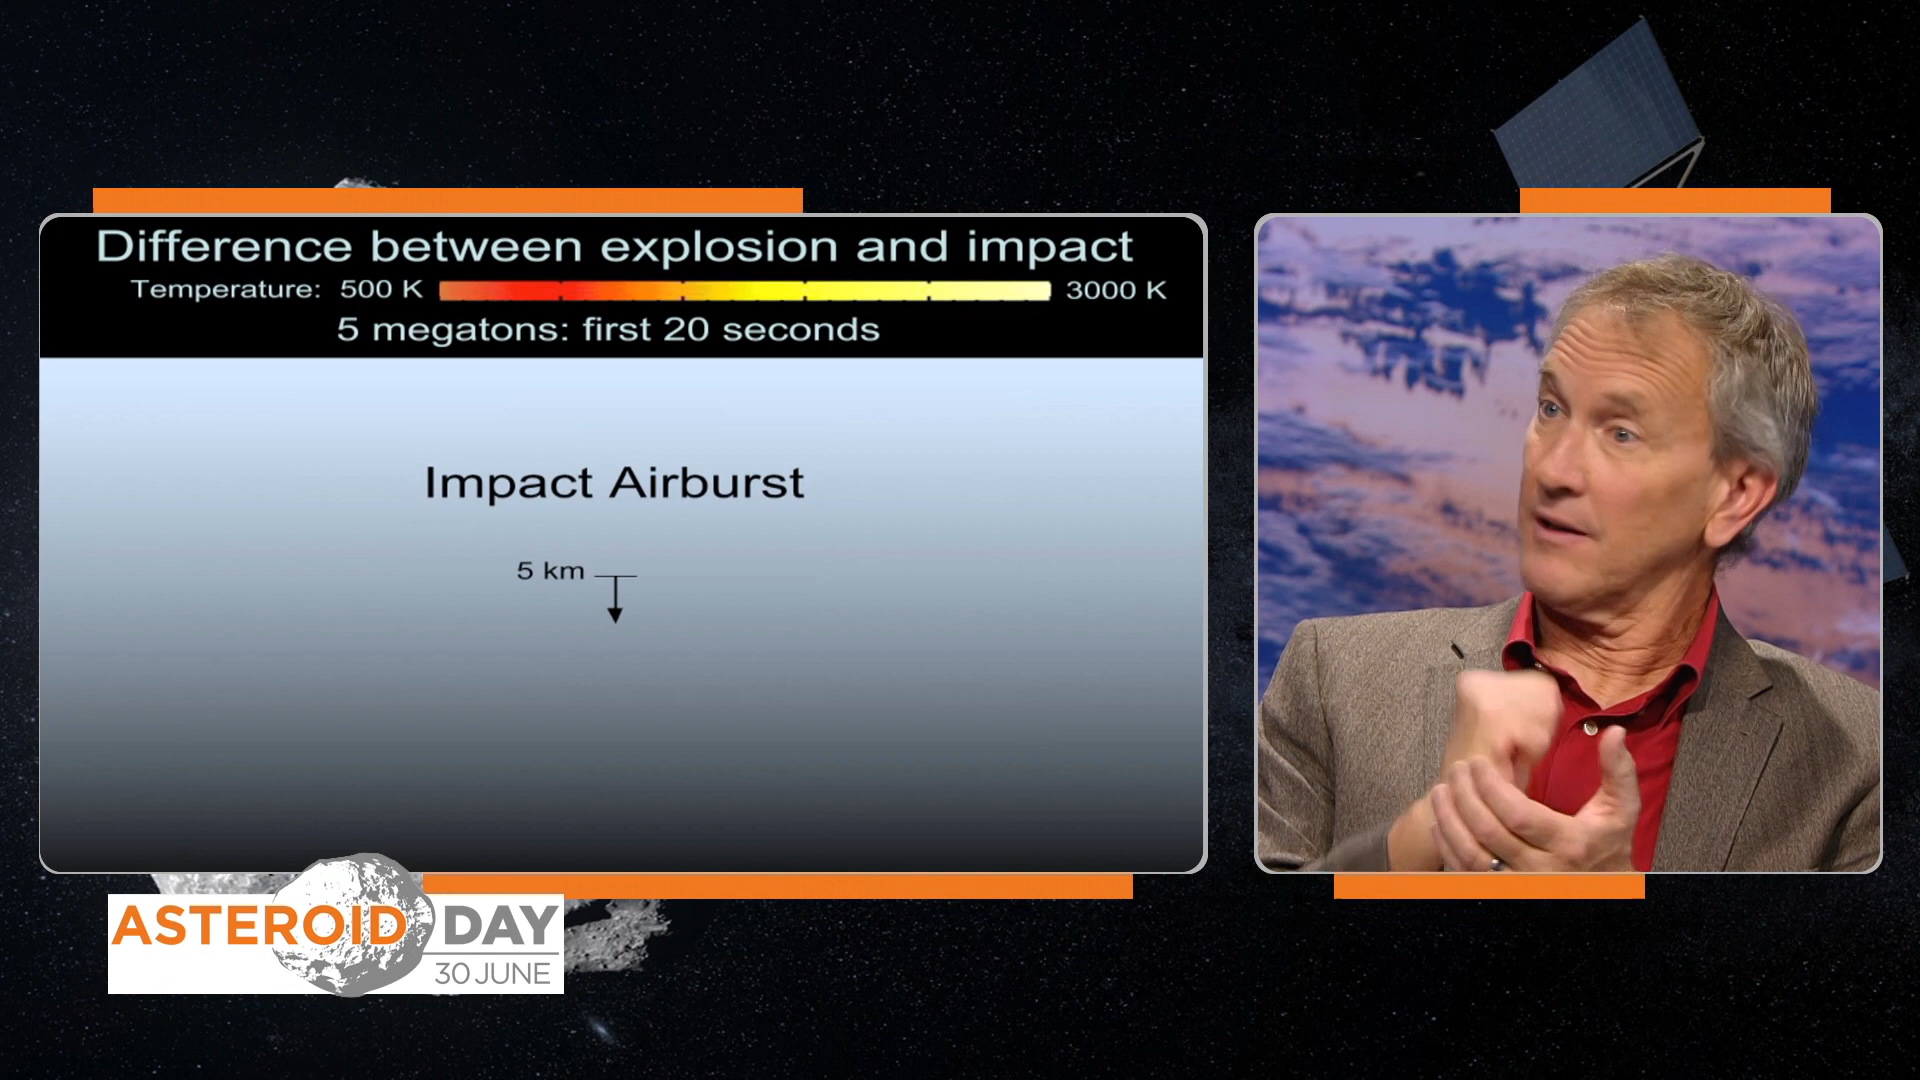 Difference between explosion and impact
Temperature: 500 K 3000 K
5 megatons: first 20 seconds
Impact Airburst
5 km
ASTEROID DAY
30 JUNE